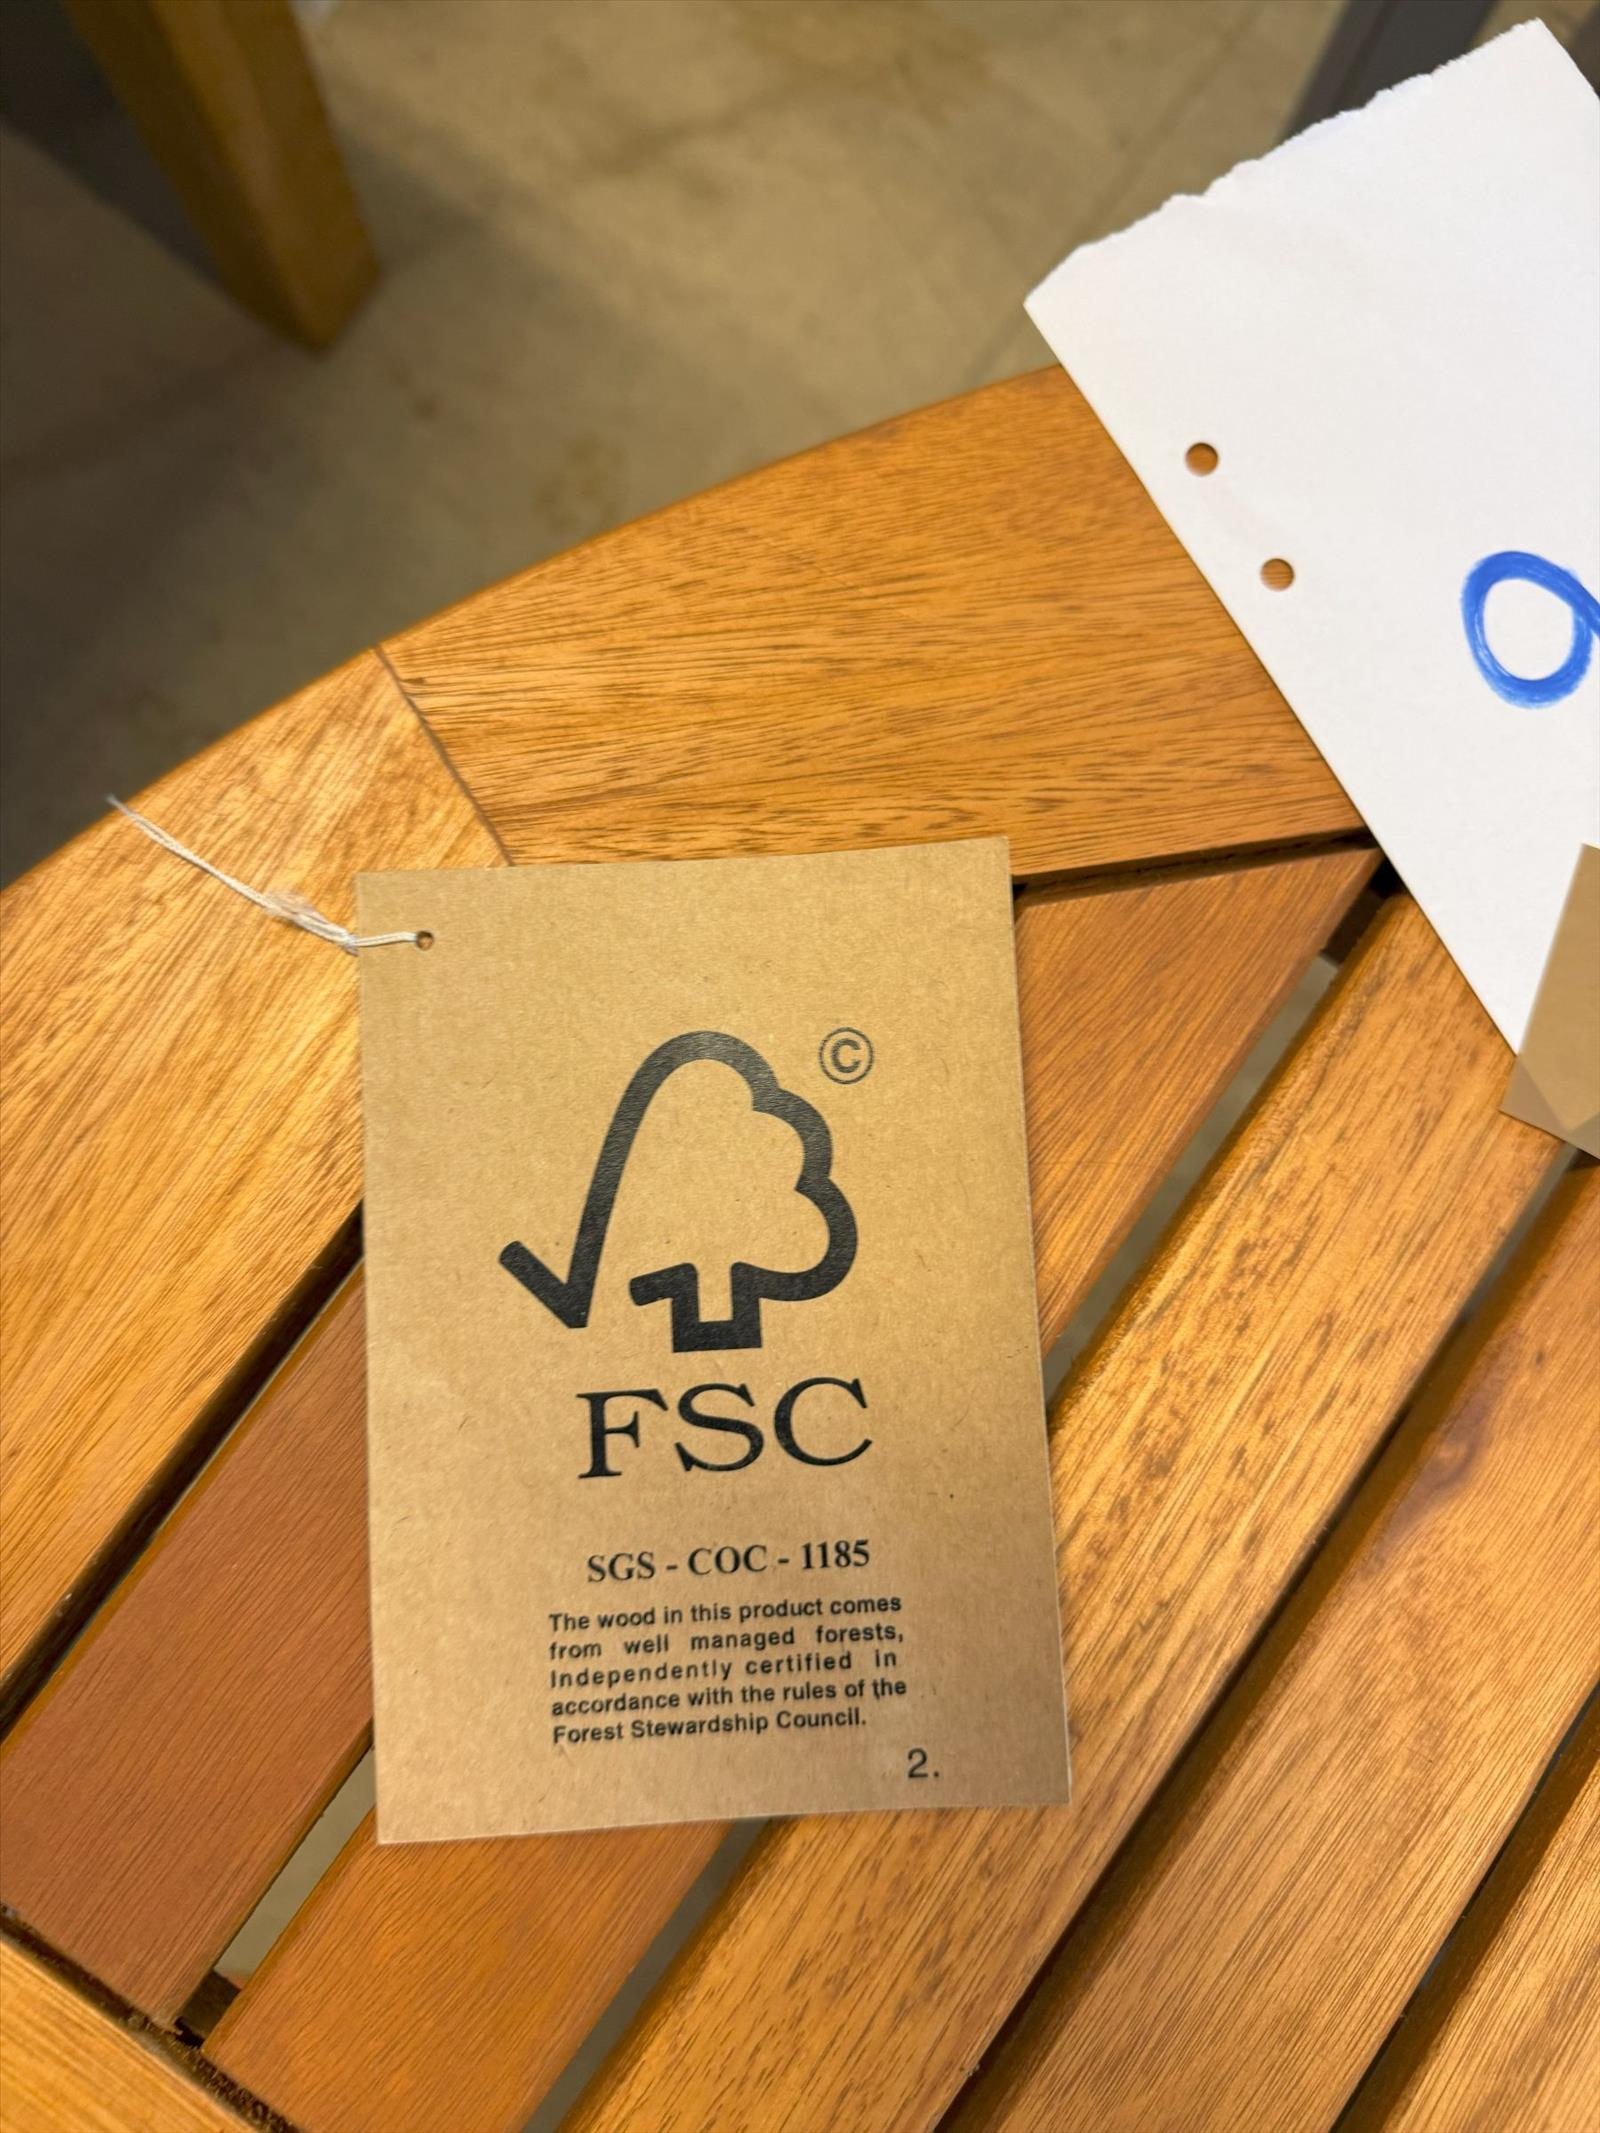 ©
FSC
SGS - COC - 1185
The wood in this product comes
from well managed forests,
Independently certified in
accordance with the rules of the
Forest Stewardship Council.
2.